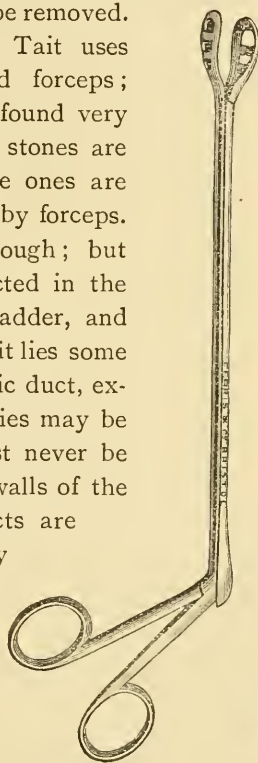 be removed.
Tait uses
d forceps;
found very
stones are
e ones are
by forceps.
ough; but
cted in the
adder, and
it lies some
ic duct, ex-
ies may be
st never be
walls of the
cts are
y